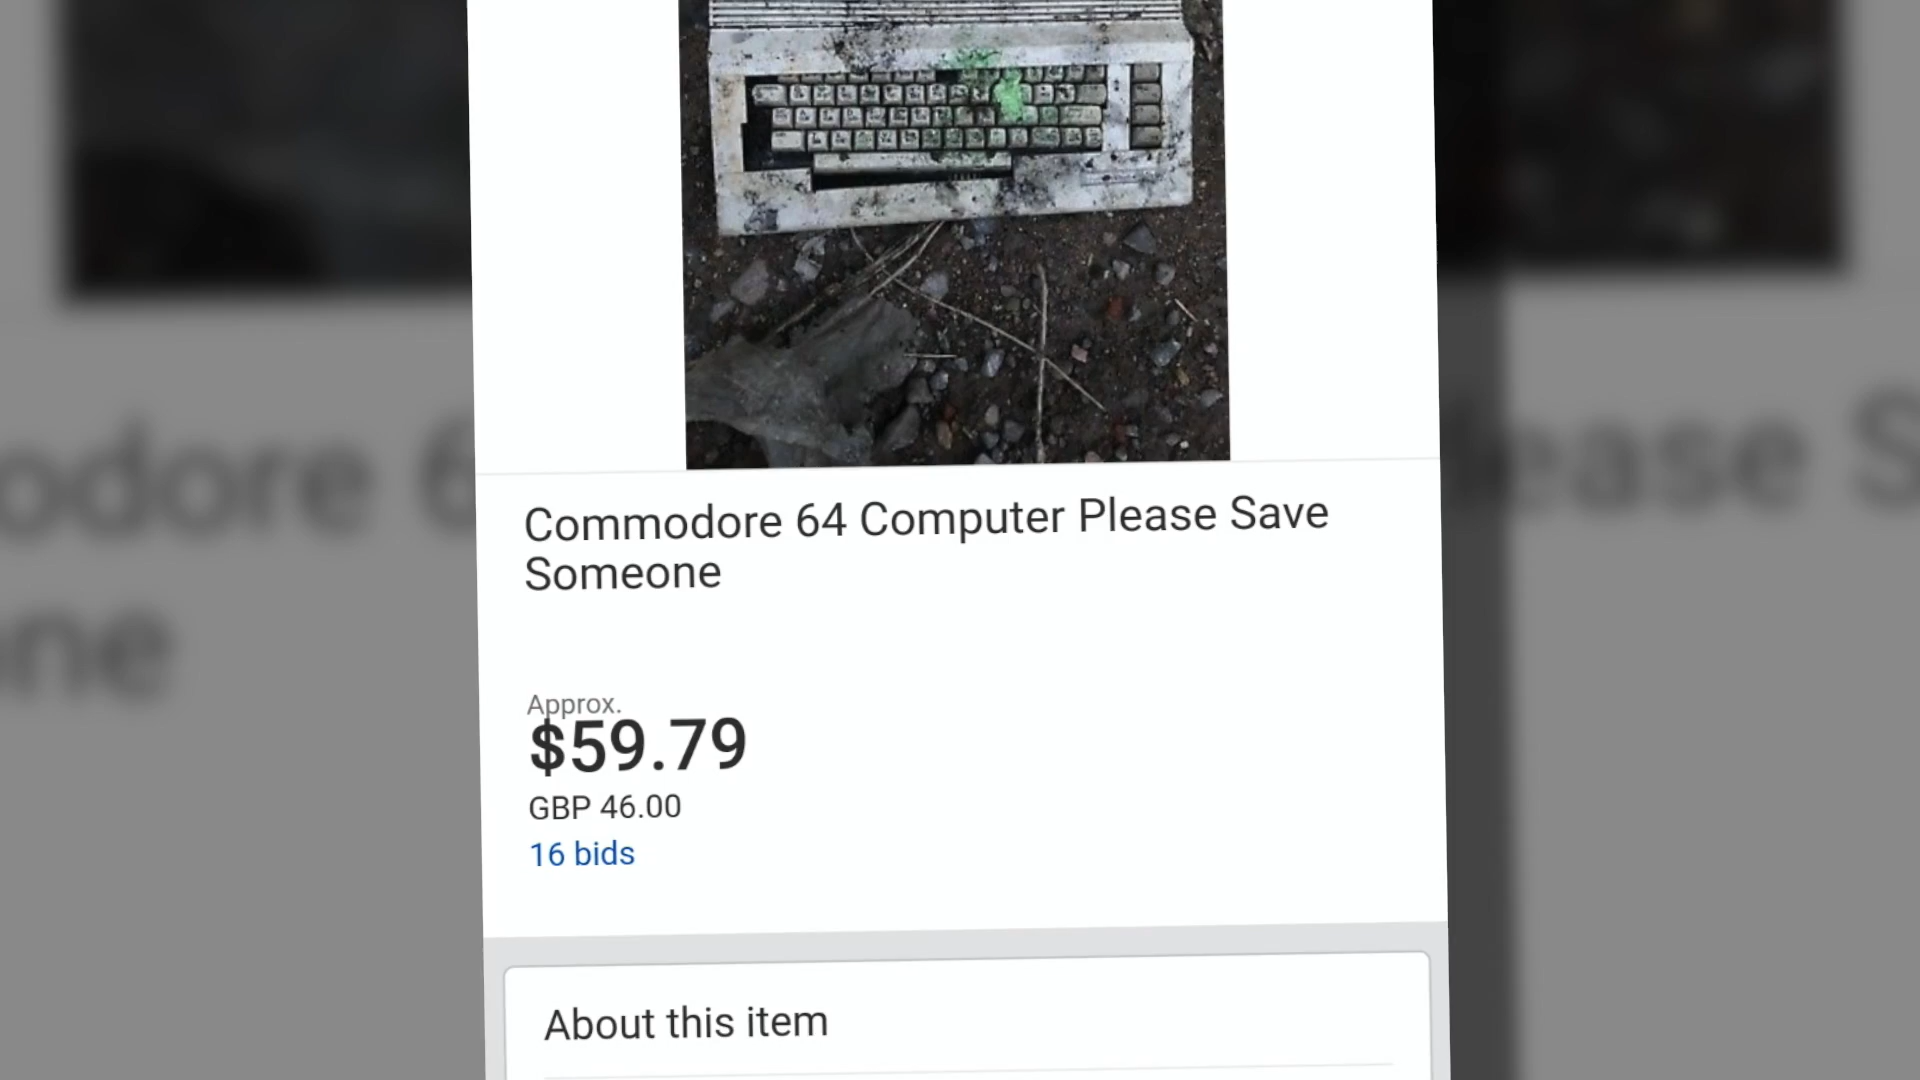 Commodore 64 Computer Please Save
Someone
Approx.
$59.79
GBP 46.00
16 bids
About this item